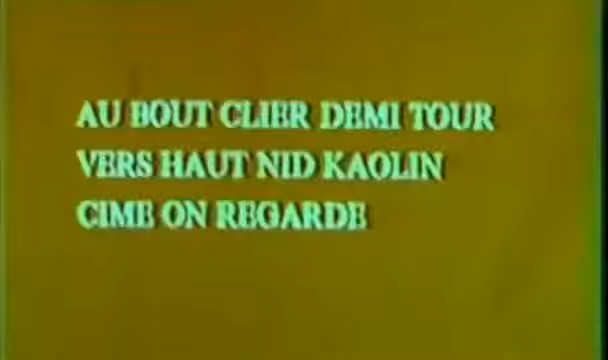 AU BOUT CLIER DEMI TOUR
VERS HAUT NID KAOLIN
CIME ON REGARDE